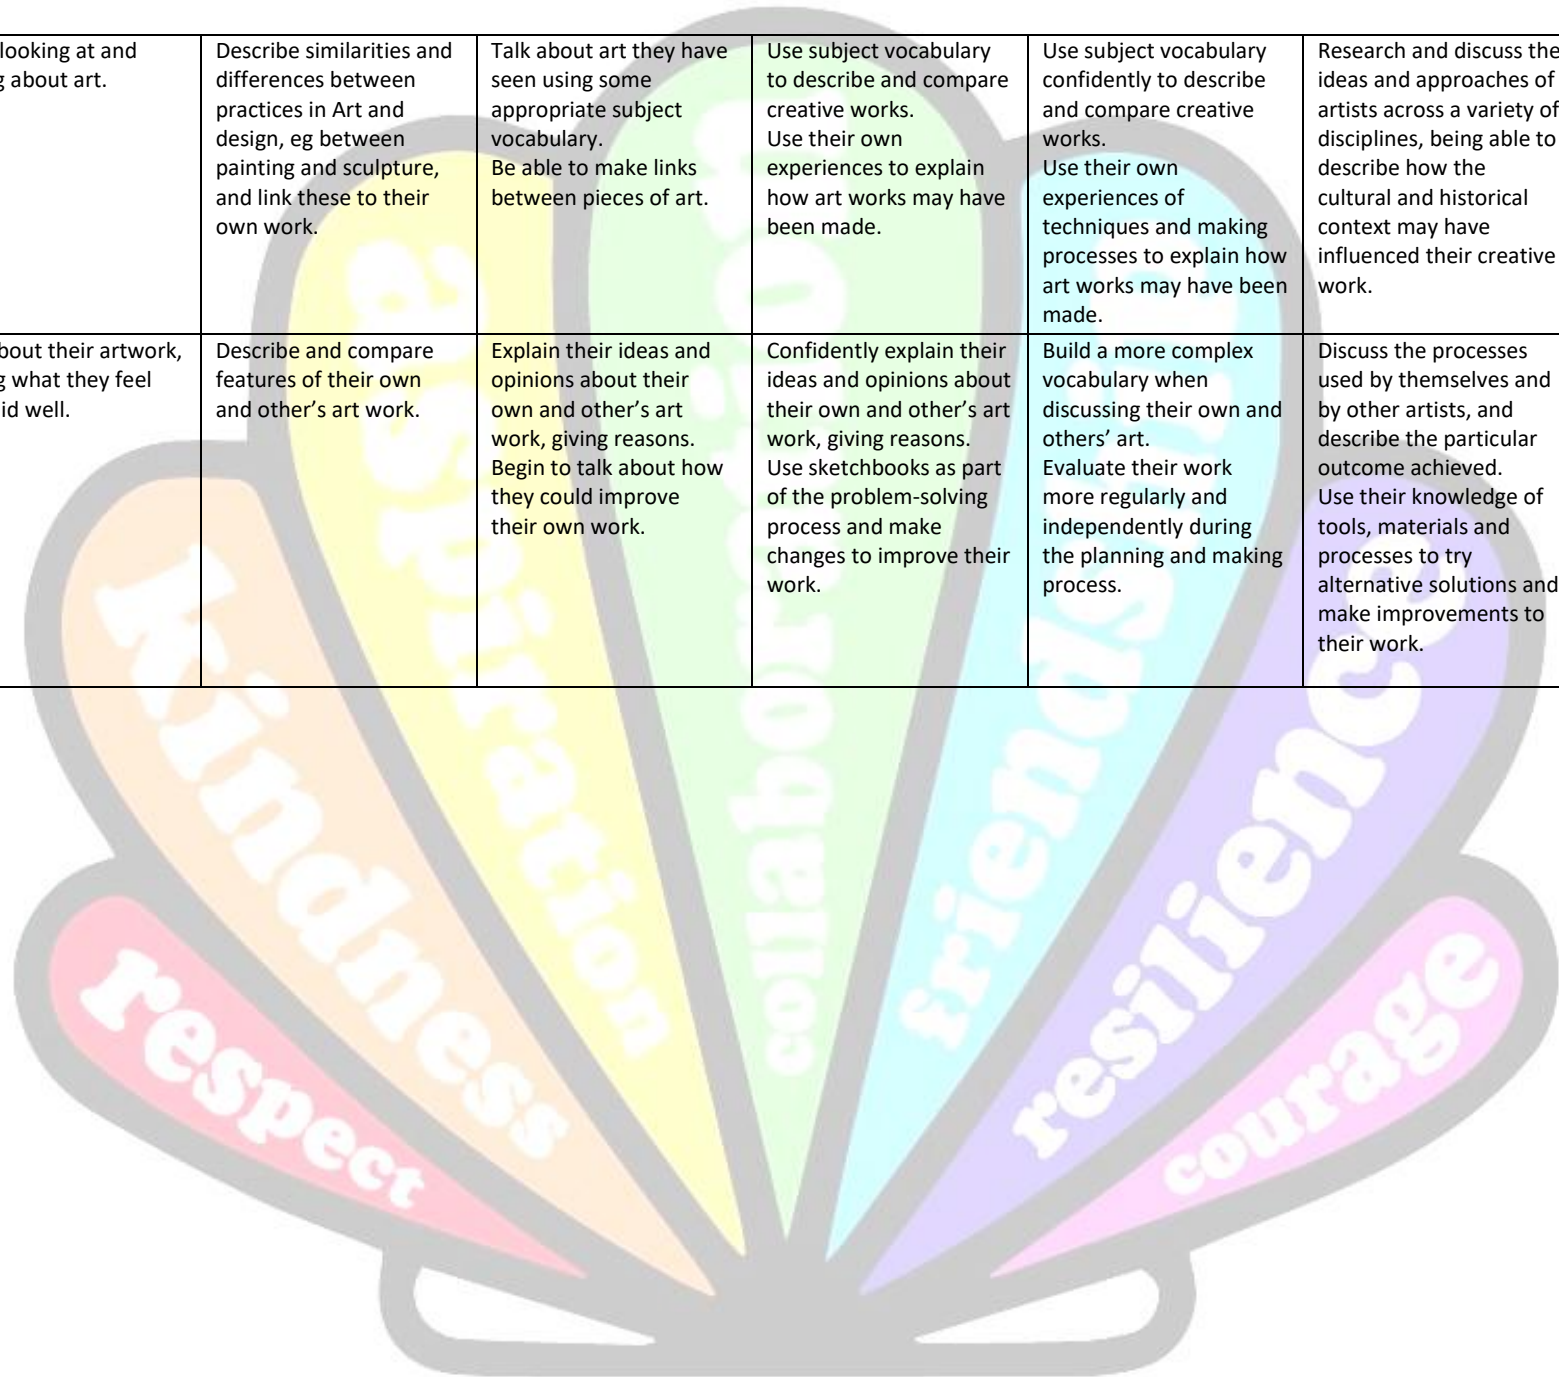 looking at and
about art.
Describe similarities and
differences between
practices in Art and
design, eg between
painting and sculpture,
and link these to their
own work.
Talk about art they have
seen using some
appropriate subject
vocabulary.
Be able to make links
between pieces of art.
Use subject vocabulary
to describe and compare
creative works.
Use their own
experiences to explain
how art works may have
been made.
Use subject vocabulary
confidently to describe
and compare creative
works.
Use their own
experiences of
techniques and making
processes to explain how
art works may have been
made.
Research and discuss the
ideas and approaches of
artists across a variety of
disciplines, being able to
describe how the
cultural and historical
context may have
influenced their creative
work.
bout their artwork,
g what they feel
id well.
Describe and compare
features of their own
and other’s art work.
Explain their ideas and
opinions about their
own and other’s art
work, giving reasons.
Begin to talk about how
they could improve
their own work.
Confidently explain their
ideas and opinions about
their own and other’s art
work, giving reasons.
Use sketchbooks as part
of the problem-solving
process and make
changes to improve their
work.
Build a more complex
vocabulary when
discussing their own and
others’ art.
Evaluate their work
more regularly and
independently during
the planning and making
process.
Discuss the processes
used by themselves and
by other artists, and
describe the particular
outcome achieved.
Use their knowledge of
tools, materials and
processes to try
alternative solutions and
make improvements to
their work.
respect
kindness
aspiration
collaboration
friendship
resilience
courage